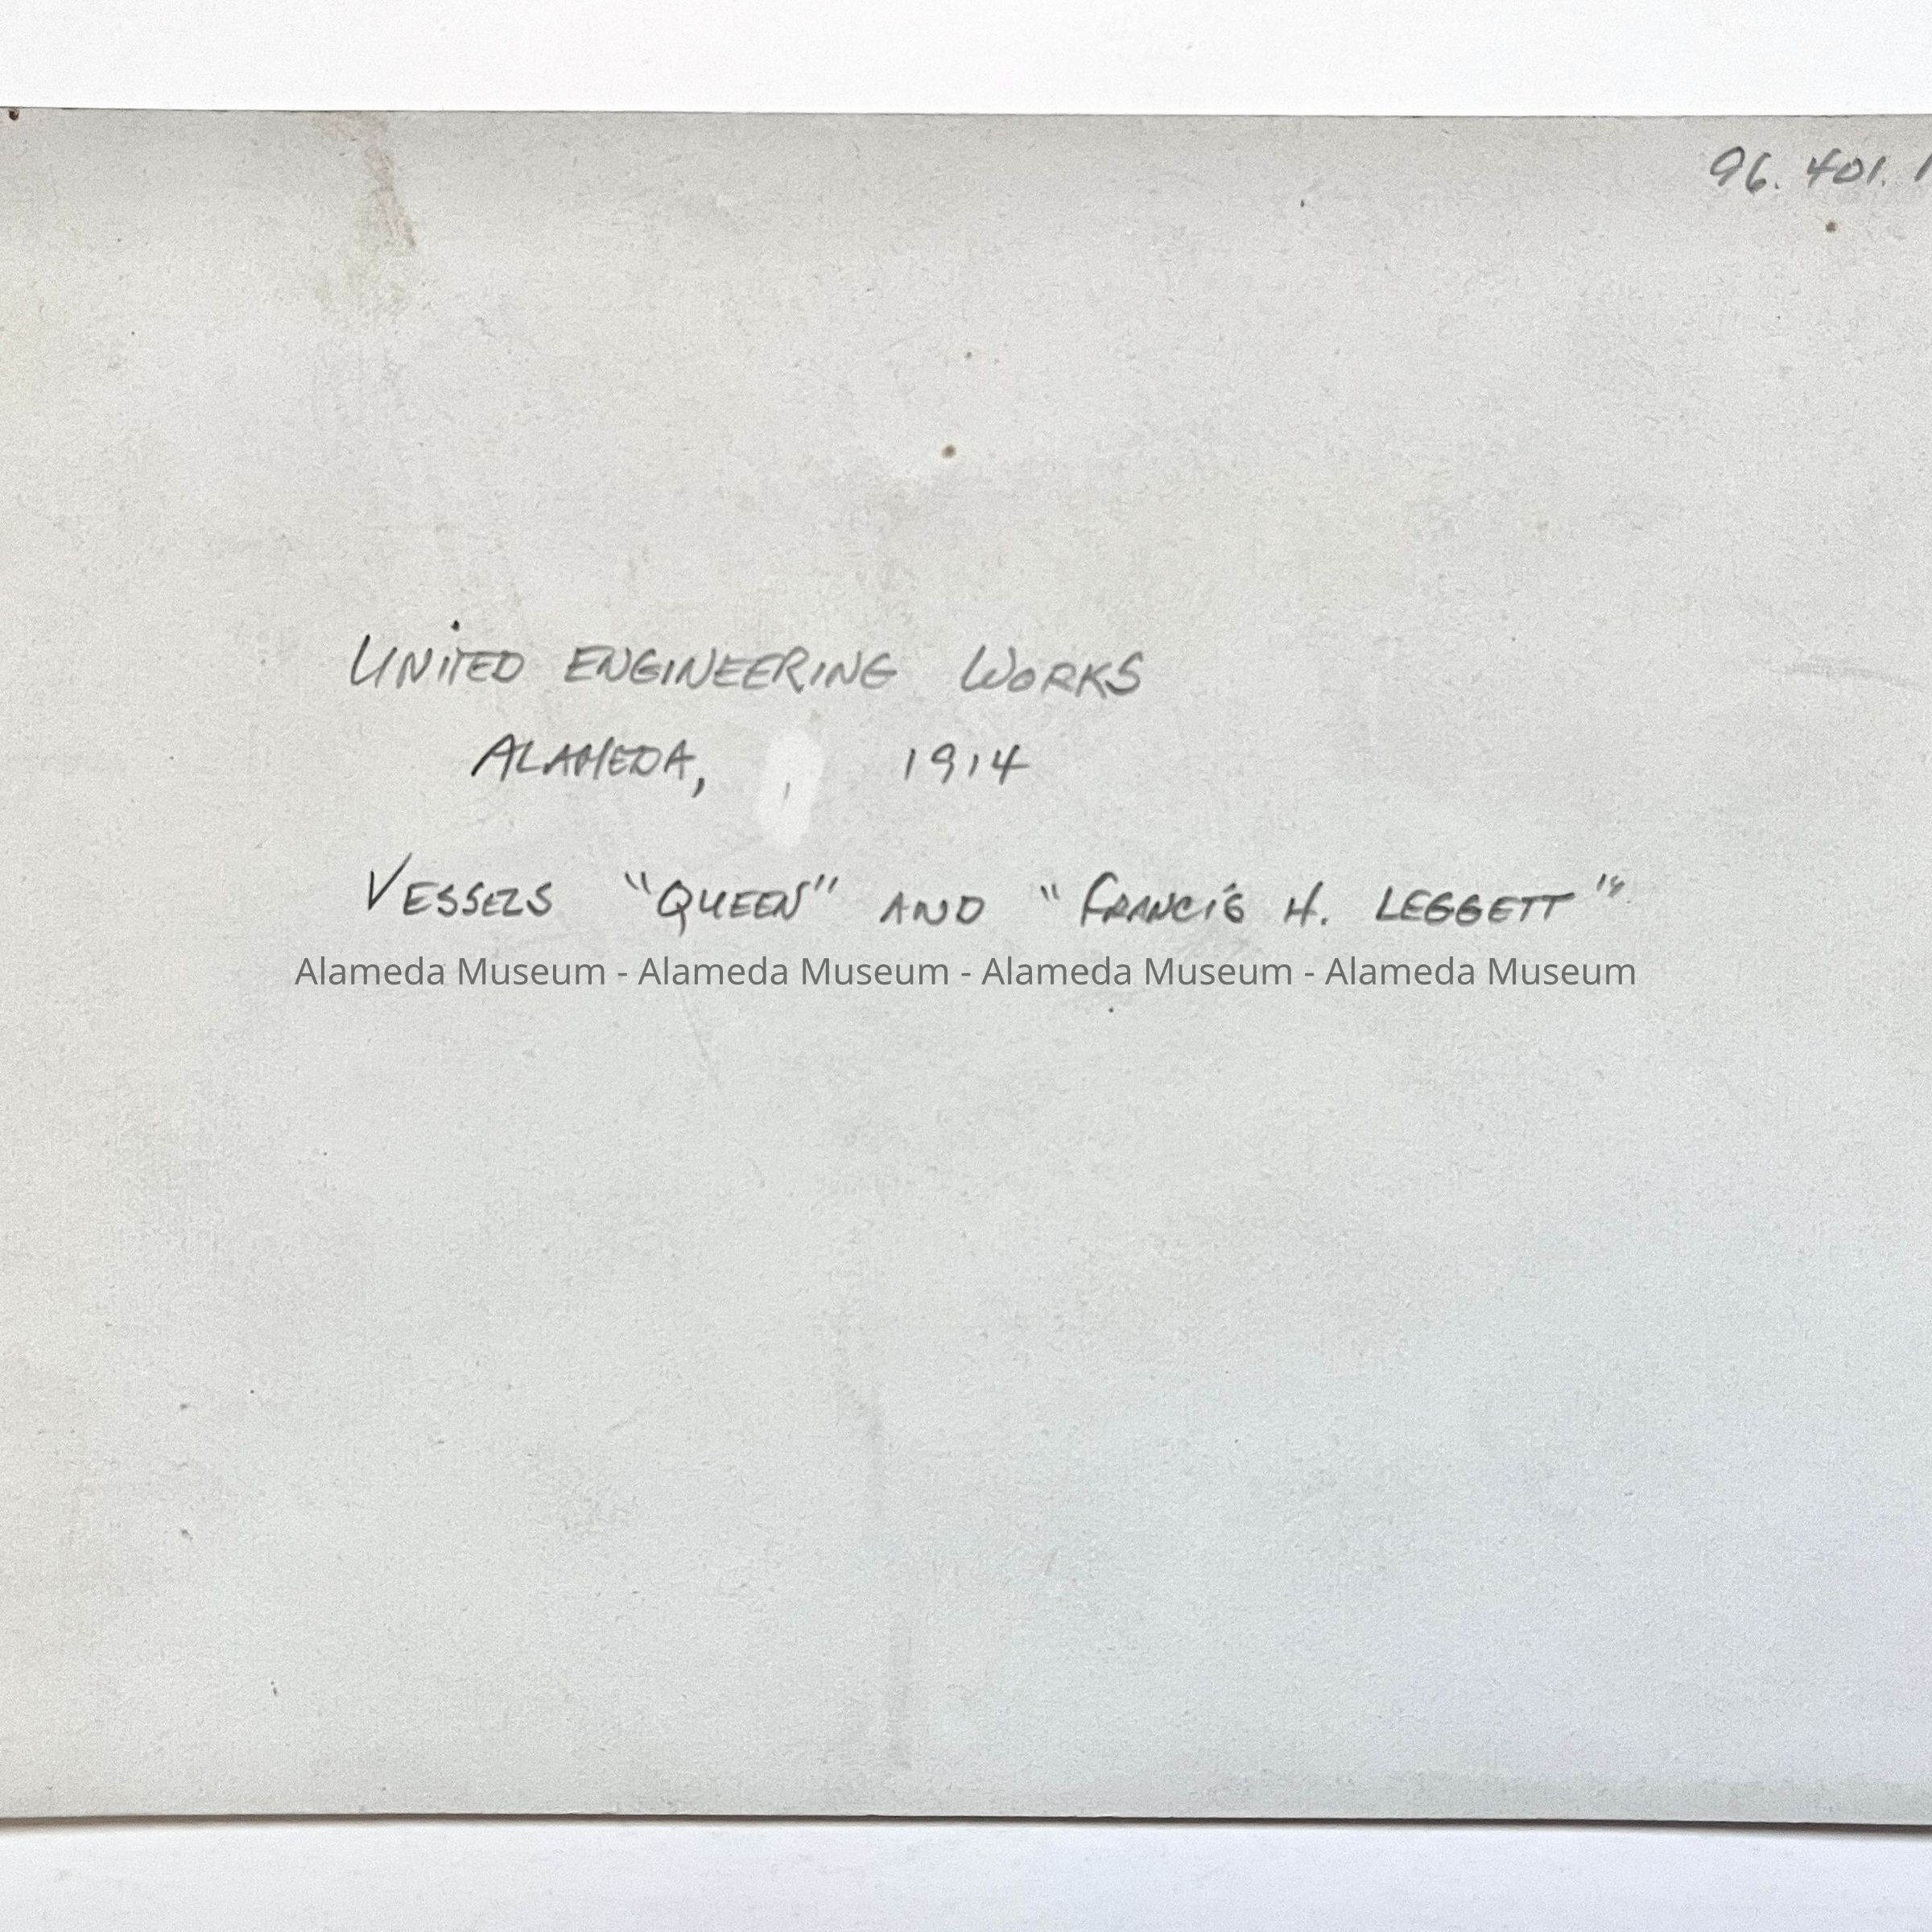 96. 401. 1
UNITED ENGINEERING WORKS
ALAMEDA, 1914
VESSELS "QUEEN" AND "FRANCIS H. LEGGETT"
Alameda Museum - Alameda Museum - Alameda Museum - Alameda Museum